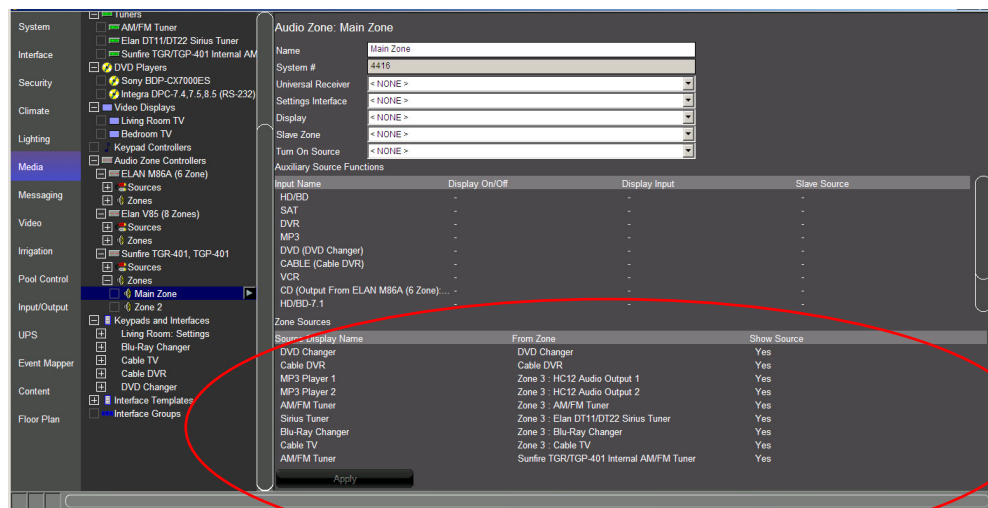 System
Interface
Security
Climate
Lighting
Media
Messaging
Video
Irrigation
Pool Control
Input/Output
UPS
Event Mapper
Content
Floor Plan
Tuners
AM/FM Tuner
Elan DT11/DT22 Sirius Tuner
Sunfire TGR/TGP-401 Internal AM
DVD Players
Sony BDP-CX7000ES
Integra DPC-7.4,7.5,8.5 (RS-232)
Video Displays
Living Room TV
Bedroom TV
Keypad Controllers
Audio Zone Controllers
ELAN M86A (6 Zone)
Sources
Zones
Elan V85 (8 Zones)
Sources
Zones
Sunfire TGR-401, TGP-401
Sources
Zones
Main Zone
Zone 2
Keypads and Interfaces
Living Room: Settings
Blu-Ray Changer
Cable TV
Cable DVR
DVD Changer
Interface Templates
Interface Groups
Audio Zone: Main Zone
Name Main Zone
System # 4416
Universal Receiver < NONE >
Settings Interface < NONE >
Display < NONE >
Slave Zone < NONE >
Turn On Source < NONE >
Auxiliary Source Functions
Input Name Display On/Off Display Input Slave Source
HD/BD - - -
SAT - - -
DVR - - -
MP3 - - -
DVD (DVD Changer) - - -
CABLE (Cable DVR) - - -
VCR - - -
CD (Output From ELAN M86A (6 Zone):... - - -
HD/BD-7.1 - - -
Zone Sources
Source Display Name From Zone Show Source
DVD Changer DVD Changer Yes
Cable DVR Cable DVR Yes
MP3 Player 1 Zone 3 : HC12 Audio Output 1 Yes
MP3 Player 2 Zone 3 : HC12 Audio Output 2 Yes
AM/FM Tuner Zone 3 : AM/FM Tuner Yes
Sirius Tuner Zone 3 : Elan DT11/DT22 Sirius Tuner Yes
Blu-Ray Changer Zone 3 : Blu-Ray Changer Yes
Cable TV Zone 3 : Cable TV Yes
AM/FM Tuner Sunfire TGR/TGP-401 Internal AM/FM Tuner Yes
Apply